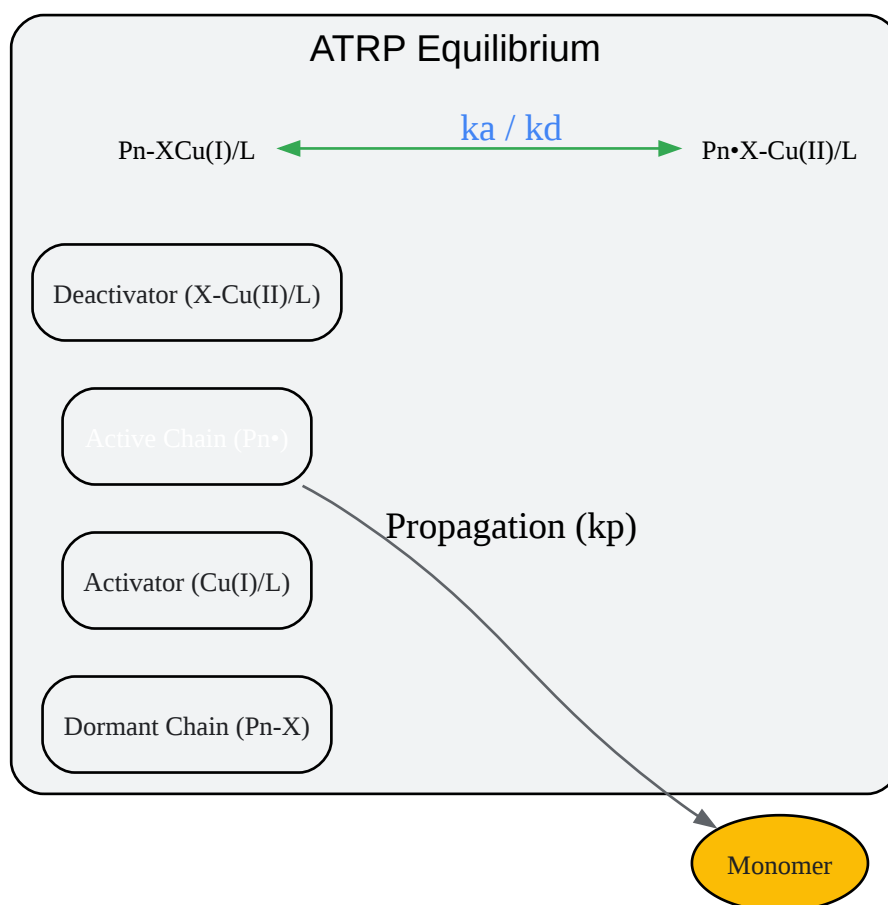 ATRP Equilibrium
ka / kd
Pn-XCu(I)/L
Pn•X-Cu(II)/L
Deactivator (X-Cu(II)/L)
Active Chain (Pn•)
Propagation (kp)
Activator (Cu(I)/L)
Dormant Chain (Pn-X)
Monomer